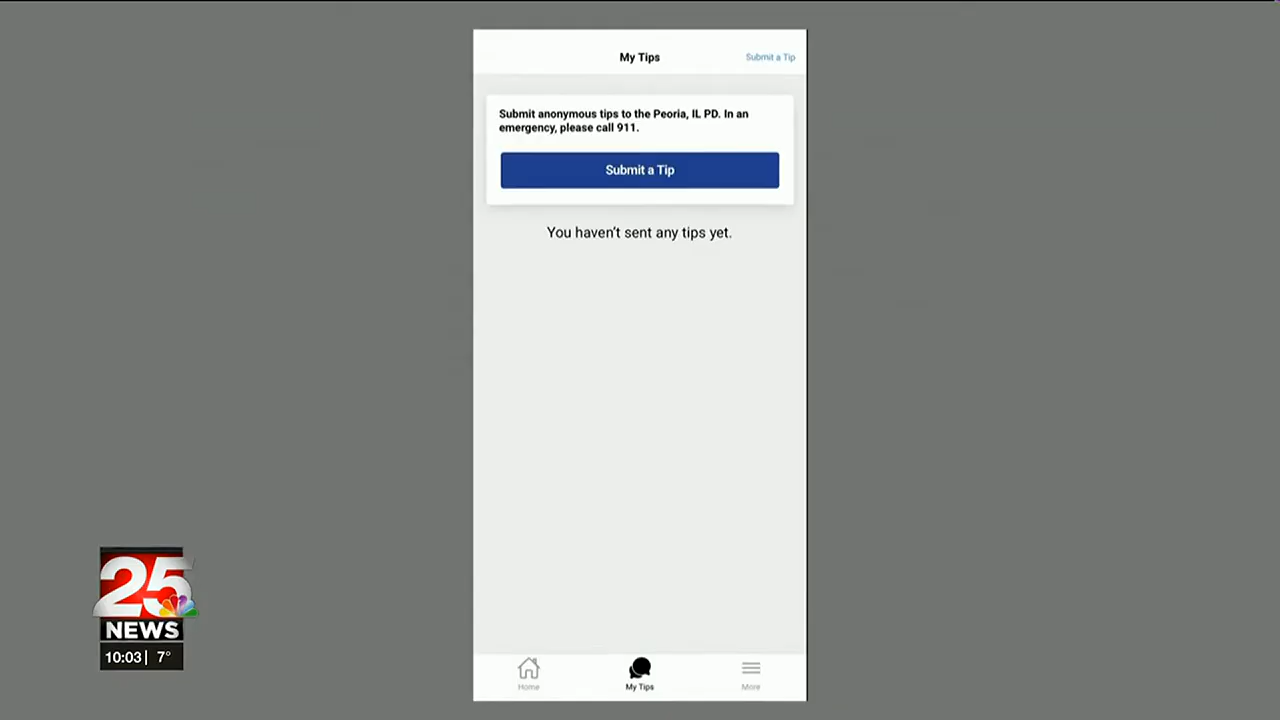 My Tips
Submit a Tip
Submit anonymous tips to the Peoria, IL PD. In an
emergency, please call 911.
Submit a Tip
You haven't sent any tips yet.
Home
My Tips
More
25
NEWS
10:03| 7°